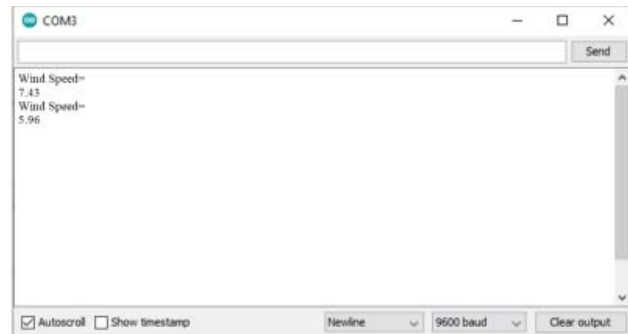 COM3
Send
Wind Speed=
7.43
Wind Speed=
5.96
Autoscroll Show timestamp Newline 9600 baud Clear output